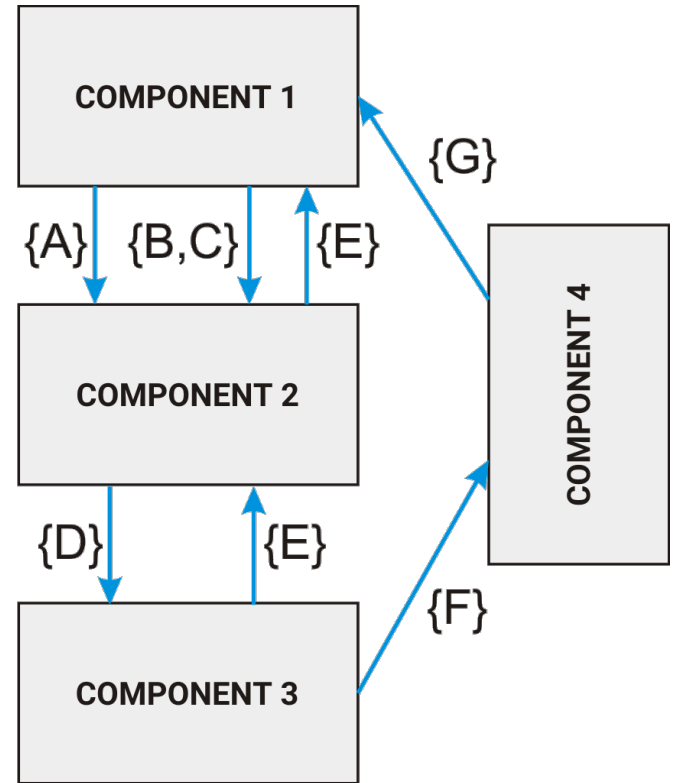 COMPONENT 1
{G}
{A} {B,C} {E}
COMPONENT 2
COMPONENT 4
{D} {E}
{F}
COMPONENT 3